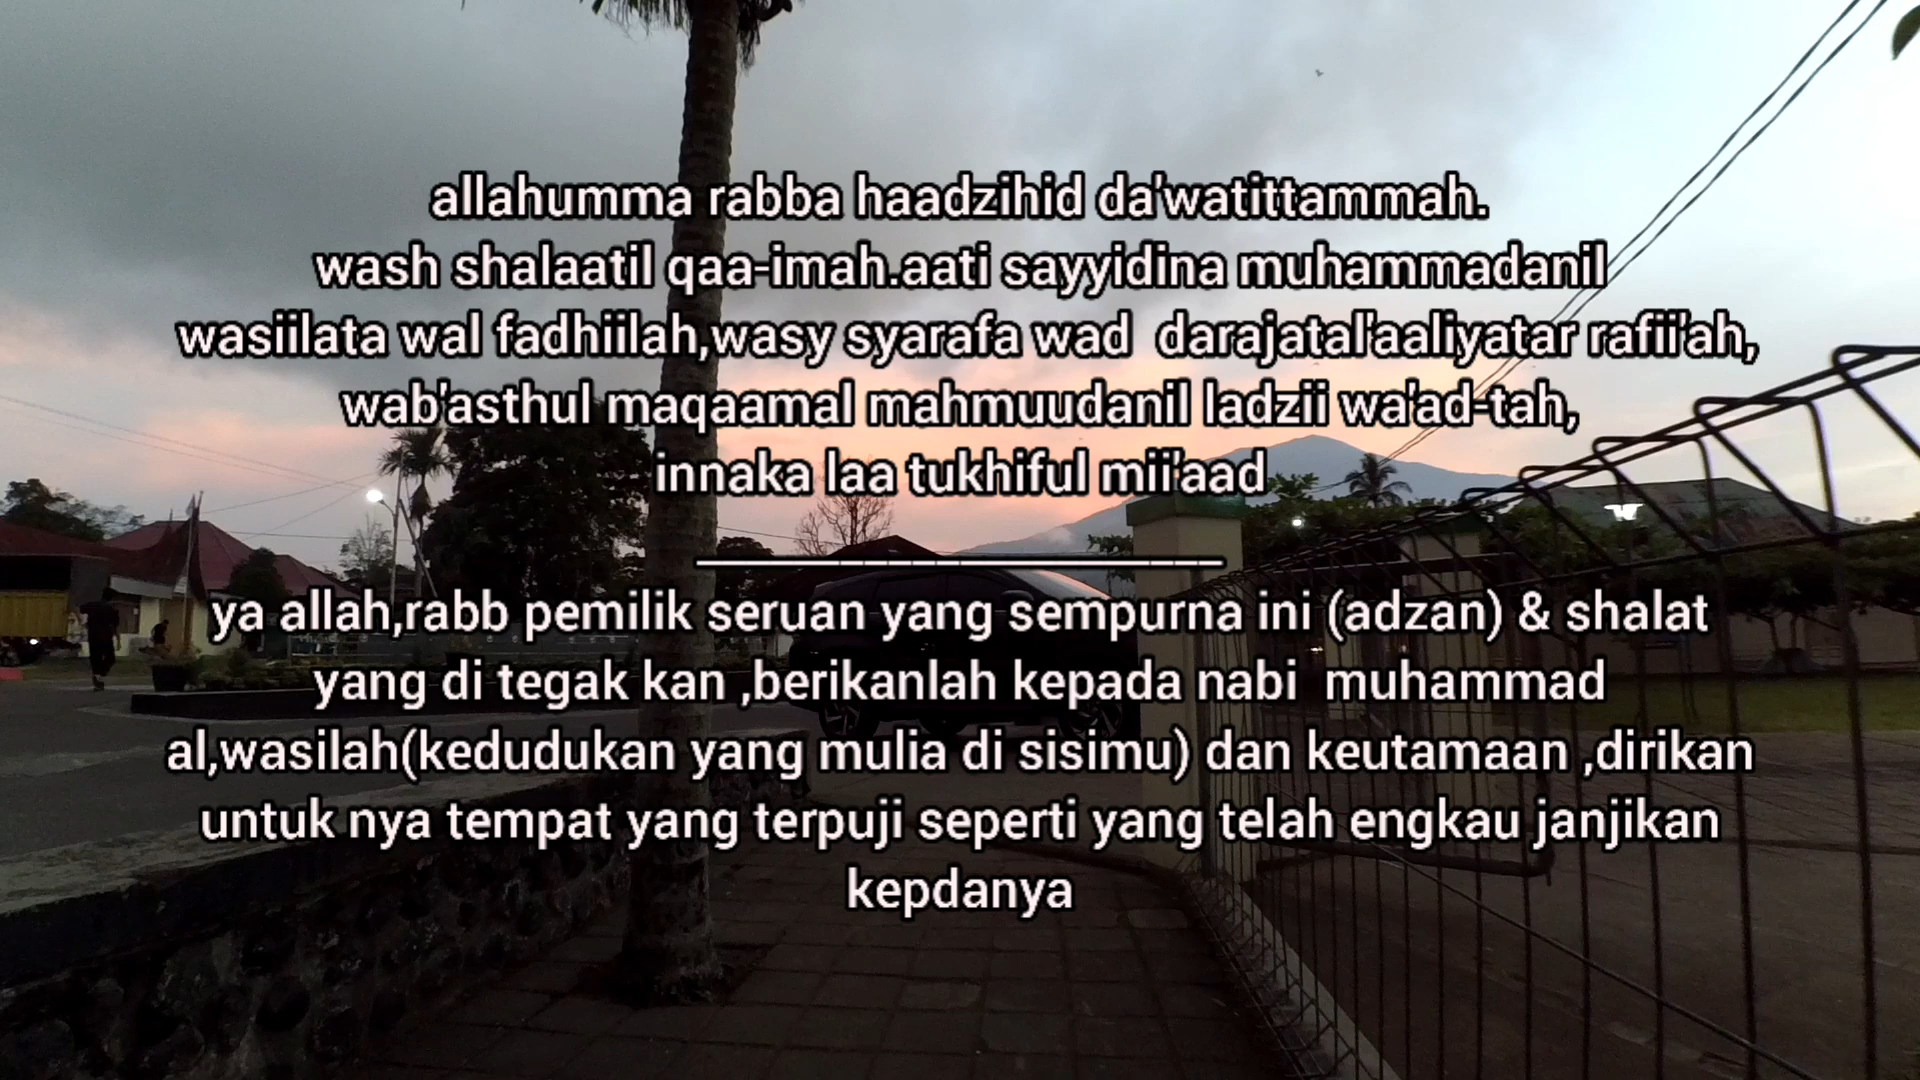 allahumma rabba haadzihid da'watittammah.
wash shalaatil qaa-imah.aati sayyidina muhammadanil
wasiilata wal fadhiilah,wasy syarafa wad  darajatal'aaliyatar rafii'ah,
wab'asthul maqaamal mahmuudanil ladzii wa'ad-tah,
innaka laa tukhiful mii'aad
______________________
ya allah,rabb pemilik seruan yang sempurna ini (adzan) & shalat
yang di tegak kan ,berikanlah kepada nabi  muhammad
al,wasilah(kedudukan yang mulia di sisimu) dan keutamaan ,dirikan
untuk nya tempat yang terpuji seperti yang telah engkau janjikan
kepdanya